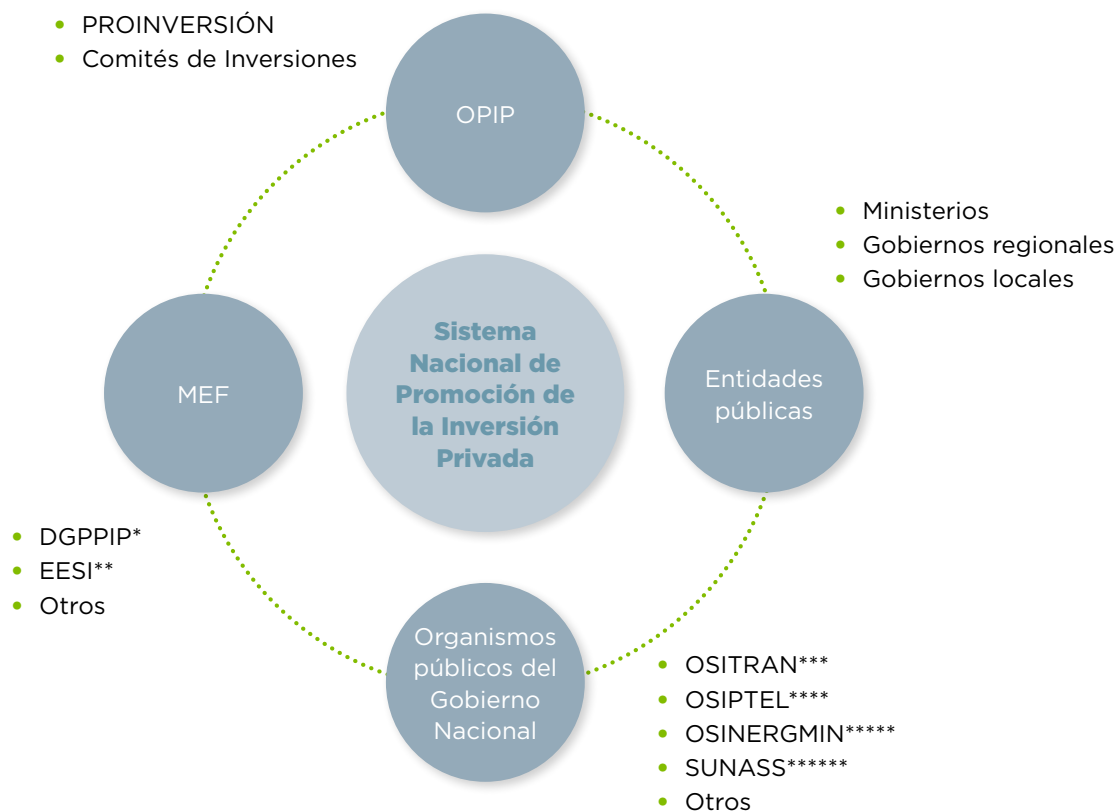 • PROINVERSIÓN
• Comités de Inversiones
OPIP
• Ministerios
• Gobiernos regionales
• Gobiernos locales
Sistema
Nacional de
Promoción de
la Inversión
Privada
MEF
Entidades
públicas
• DGPPIP*
• EESI**
• Otros
Organismos
públicos del
Gobierno
Nacional
• OSITRAN***
• OSIPTEL****
• OSINERGMIN*****
• SUNASS******
• Otros